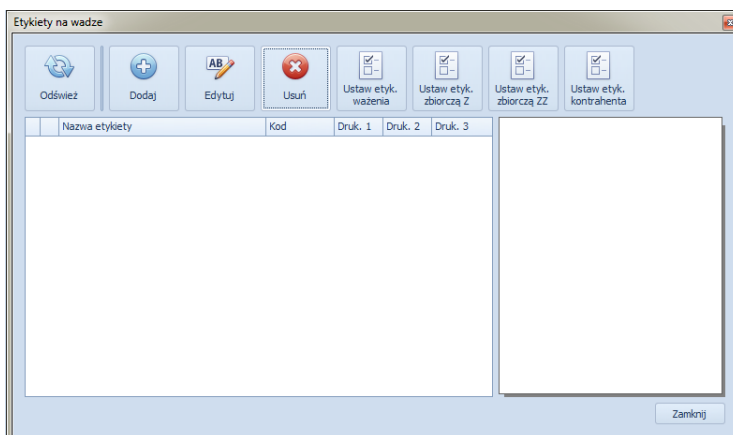 Etykiety na wadze
Odśwież
Dodaj
AB
Edytuj
Usuń
Ustaw etyk.
ważenia
Ustaw etyk.
zbiorczą Z
Ustaw etyk.
zbiorczą ZZ
Ustaw etyk.
kontrahenta
Nazwa etykiety Kod Druk. 1 Druk. 2 Druk. 3
Zamknij